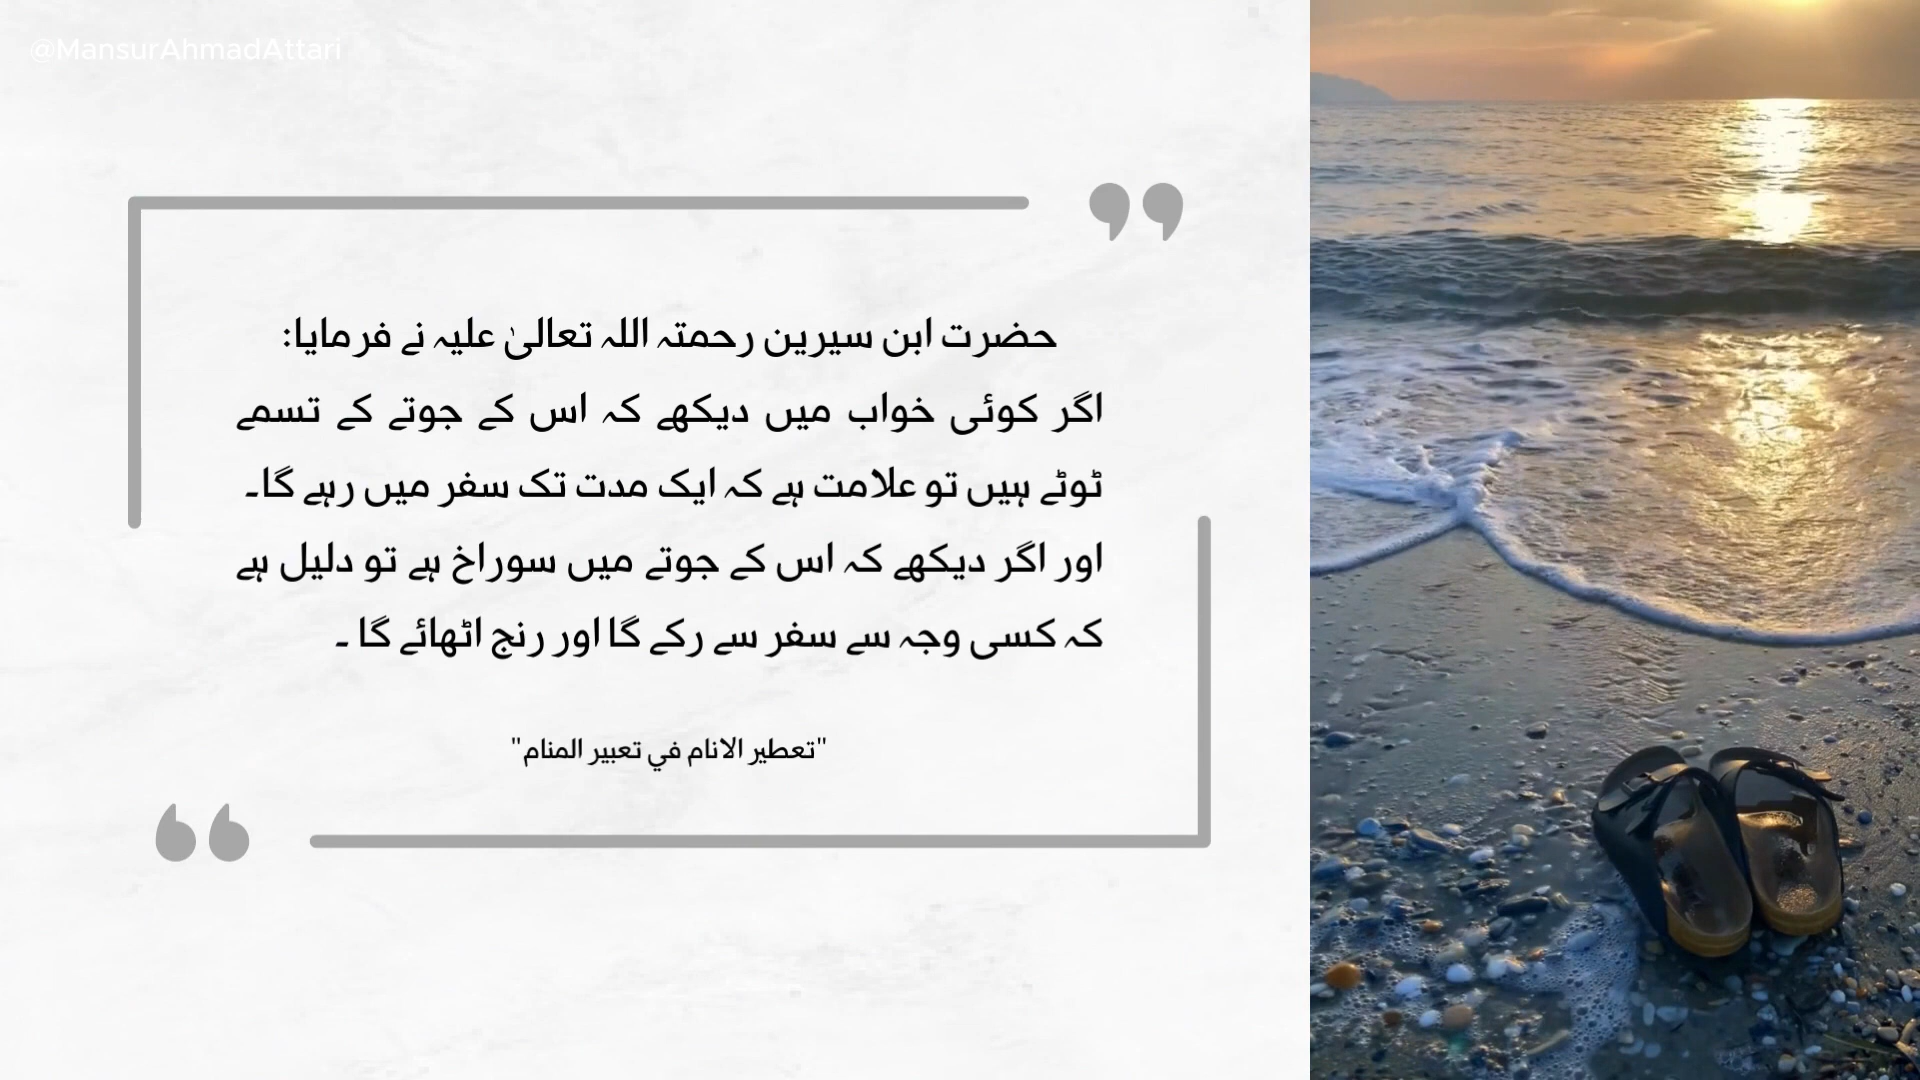 @MansurAhmadAttari
حضرت ابن سیرین رحمتہ اللہ تعالیٰ علیہ نے فرمایا:
اگر کوئی خواب میں دیکھے کہ اس کے جوتے کے تسمے
ٹوٹے ہیں تو علامت ہے کہ ایک مدت تک سفر میں رہے گا۔
اور اگر دیکھے کہ اس کے جوتے میں سوراخ ہے تو دلیل ہے
کہ کسی وجہ سے سفر سے رکے گا اور رنج اٹھائے گا ۔
"تعطير الانام في تعبير المنام"